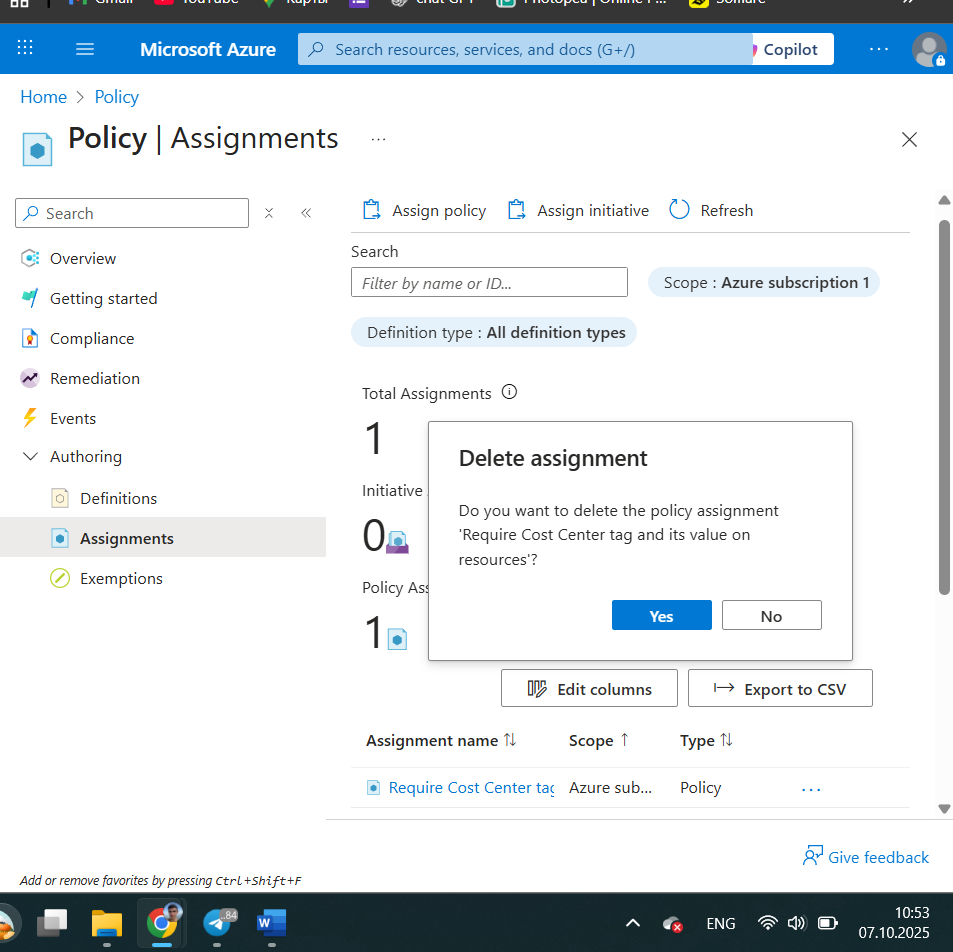 Gmail YouTube Карты Chat GPT
Microsoft Azure Search resources, services, and docs (G+/) Copilot ...
Home > Policy
Policy | Assignments ...
Search
Overview
Getting started
Compliance
Remediation
Events
Authoring
Definitions
Assignments
Exemptions
Assign policy Assign initiative Refresh
Search
Filter by name or ID...
Scope : Azure subscription 1
Definition type : All definition types
Total Assignments
1
Initiative
0
Policy Ass
1
Delete assignment
Do you want to delete the policy assignment
'Require Cost Center tag and its value on
resources'?
Yes No
Edit columns Export to CSV
Assignment name Scope Type
Require Cost Center tag Azure sub... Policy ...
Give feedback
Add or remove favorites by pressing Ctrl+Shift+F
84
ENG
10:53
07.10.2025